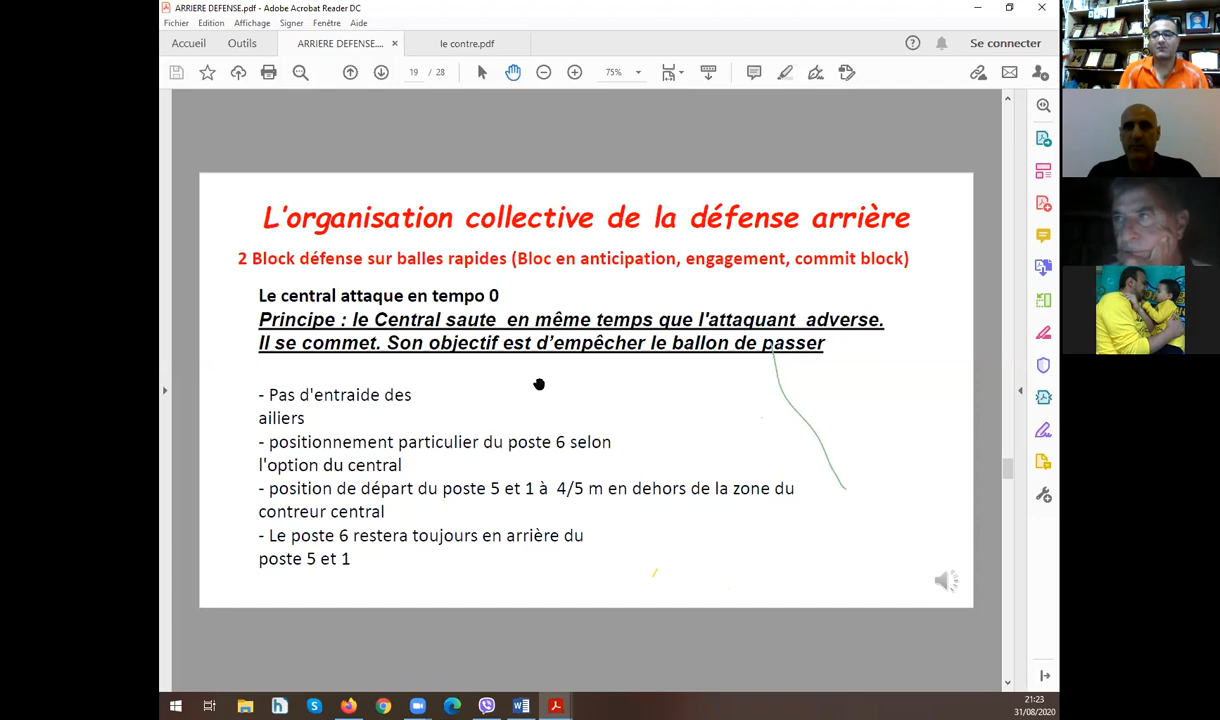 ARRIERE DEFENSE.pdf - Adobe Acrobat Reader DC
Fichier Edition Affichage Signer Fenêtre Aide
Accueil Outils ARRIERE DEFENSE.... × le contre.pdf Se connecter
19 / 28 75%
L'organisation collective de la défense arrière
2 Block défense sur balles rapides (Bloc en anticipation, engagement, commit block)
Le central attaque en tempo 0
Principe : le Central saute en même temps que l'attaquant adverse.
Il se commet. Son objectif est d'empêcher le ballon de passer
- Pas d'entraide des
ailiers
- positionnement particulier du poste 6 selon
l'option du central
- position de départ du poste 5 et 1 à 4/5 m en dehors de la zone du
contreur central
- Le poste 6 restera toujours en arrière du
poste 5 et 1
21:23
31/08/2020